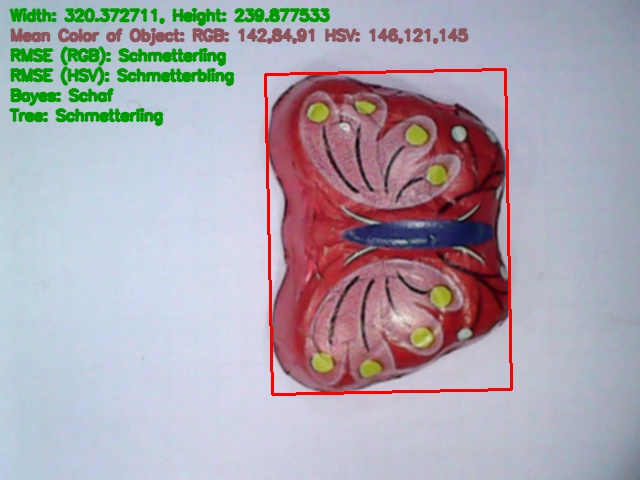 Width: 320.372711, Height: 239.877533
Mean Color of Object: RGB: 142,84,91 HSV: 146,121,145
RMSE (RGB): Schmetterling
RMSE (HSV): Schmetterbling
Bayes: Schaf
Tree: Schmetterling